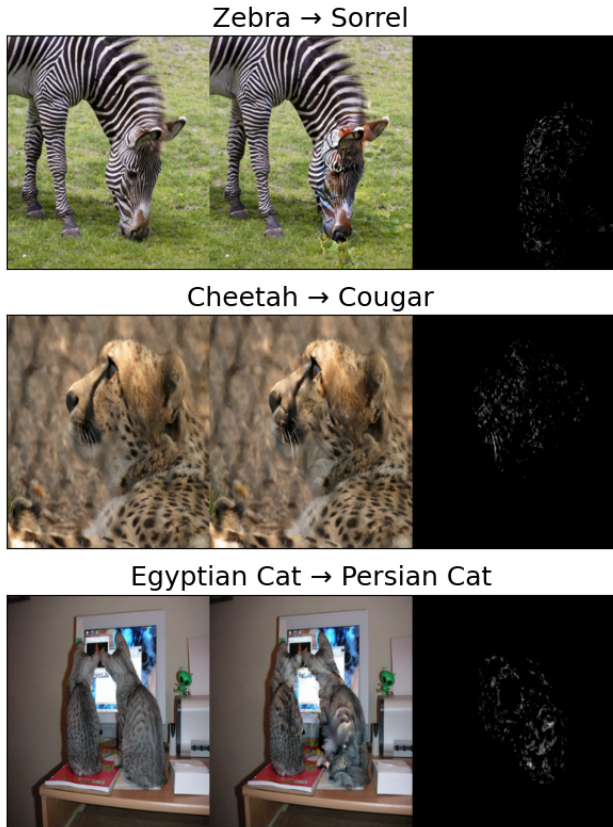 Zebra → Sorrel
Cheetah → Cougar
Egyptian Cat → Persian Cat